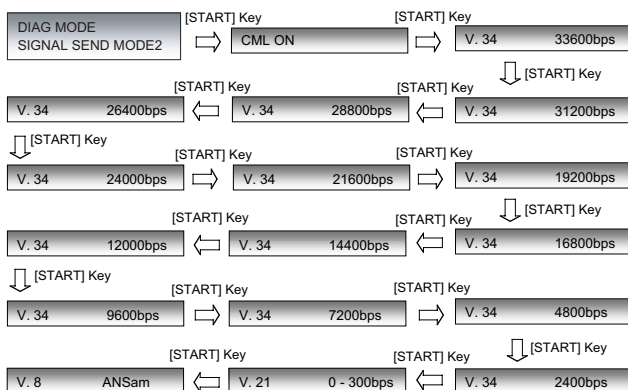 DIAG MODE
SIGNAL SEND MODE2
[START] Key
CML ON
[START] Key
V. 34 33600bps
[START] Key
V. 34 31200bps
[START] Key
V. 34 28800bps
[START] Key
V. 34 26400bps
[START] Key
V. 34 24000bps
[START] Key
V. 34 21600bps
[START] Key
V. 34 19200bps
[START] Key
V. 34 16800bps
[START] Key
V. 34 14400bps
[START] Key
V. 34 12000bps
[START] Key
V. 34 9600bps
[START] Key
V. 34 7200bps
[START] Key
V. 34 4800bps
[START] Key
V. 34 2400bps
[START] Key
V. 21 0 - 300bps
[START] Key
V. 8 ANSam